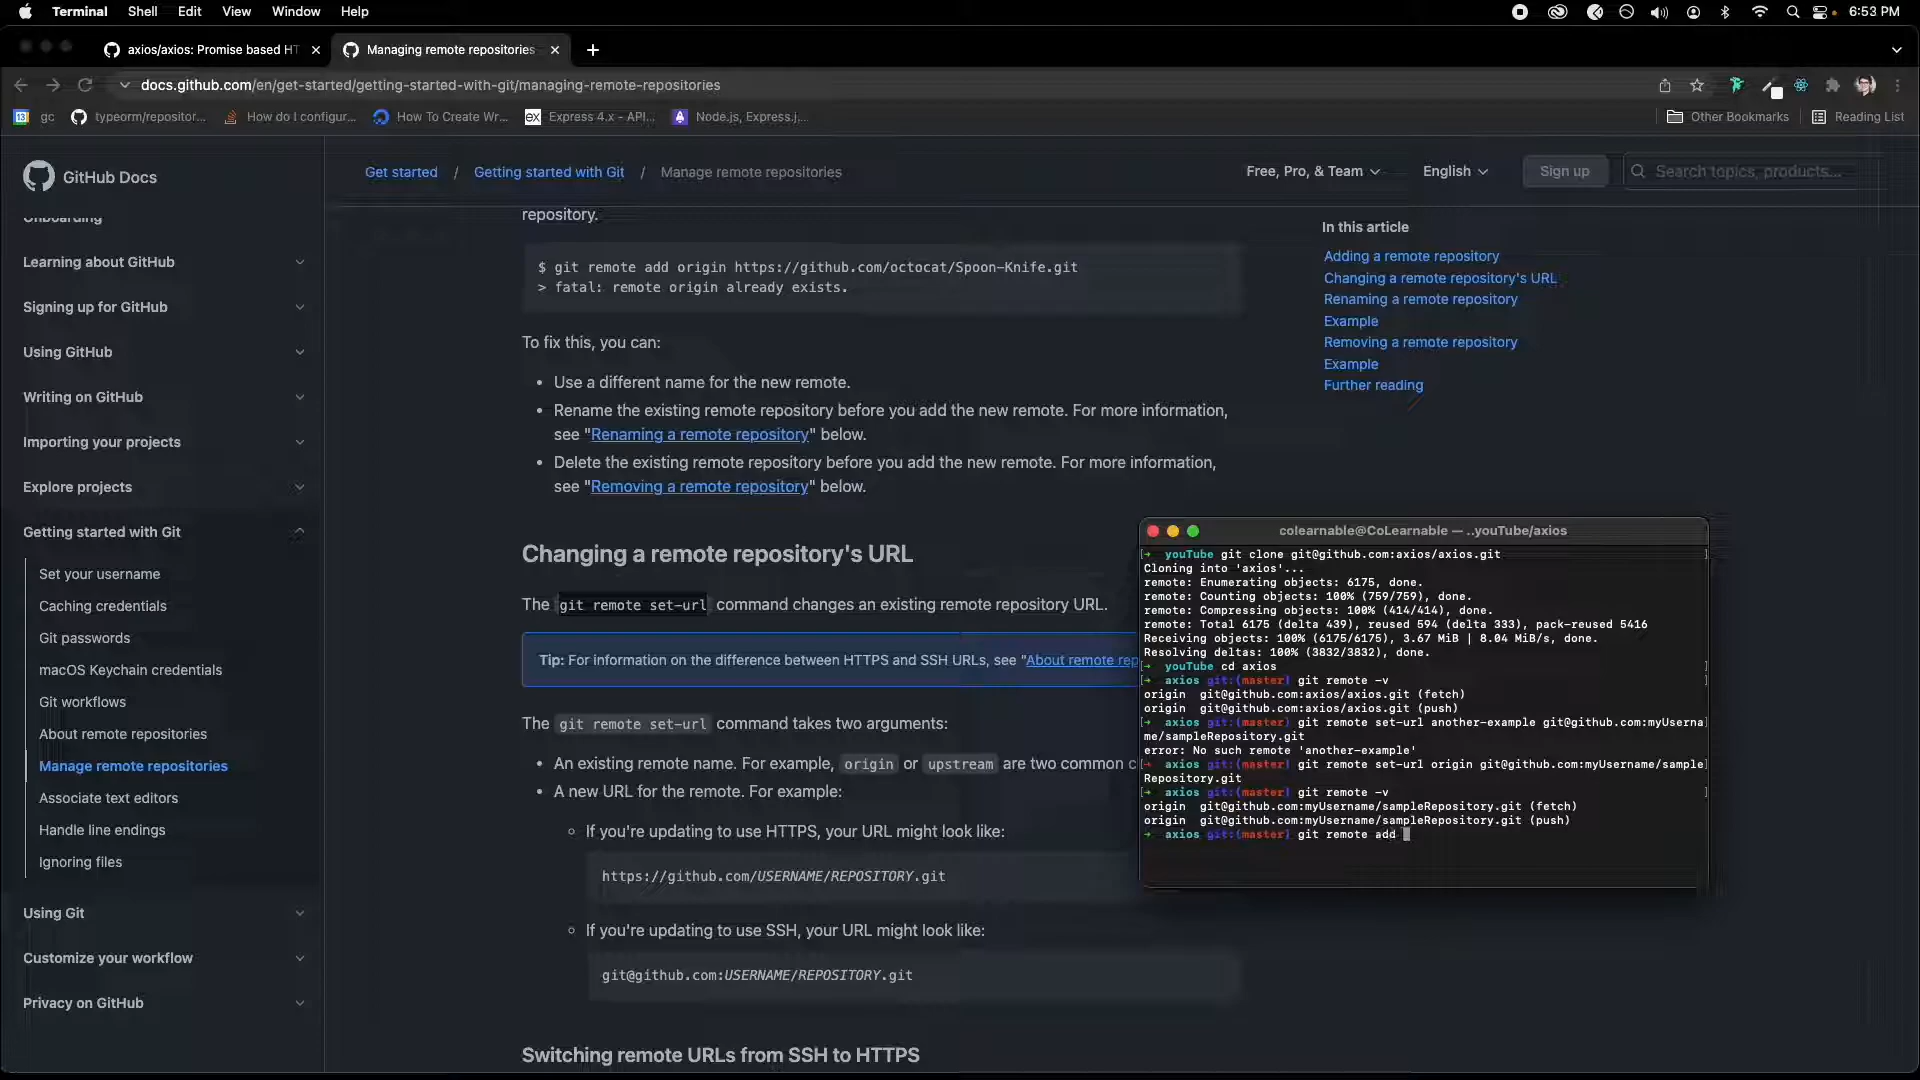 Terminal Shell Edit View Window Help
6:53 PM
axios/axios: Promise based HT
Managing remote repositories
docs.github.com/en/get-started/getting-started-with-git/managing-remote-repositories
gc
typeorm/repositor...
How do I configur...
How To Create Wr...
Express 4.x - API...
Node.js, Express.j,...
Other Bookmarks
Reading List
GitHub Docs
Get started / Getting started with Git / Manage remote repositories
Free, Pro, & Team
English
Sign up
Search topics, products...
Onboarding
Learning about GitHub
Signing up for GitHub
Using GitHub
Writing on GitHub
Importing your projects
Explore projects
Getting started with Git
Set your username
Caching credentials
Git passwords
macOS Keychain credentials
Git workflows
About remote repositories
Manage remote repositories
Associate text editors
Handle line endings
Ignoring files
Using Git
Customize your workflow
Privacy on GitHub
repository.
$ git remote add origin https://github.com/octocat/Spoon-Knife.git
> fatal: remote origin already exists.
To fix this, you can:
• Use a different name for the new remote.
• Rename the existing remote repository before you add the new remote. For more information,
see "Renaming a remote repository" below.
• Delete the existing remote repository before you add the new remote. For more information,
see "Removing a remote repository" below.
Changing a remote repository's URL
The git remote set-url command changes an existing remote repository URL.
Tip: For information on the difference between HTTPS and SSH URLs, see "About remote rep
The git remote set-url command takes two arguments:
• An existing remote name. For example, origin or upstream are two common c
• A new URL for the remote. For example:
◦ If you're updating to use HTTPS, your URL might look like:
https://github.com/USERNAME/REPOSITORY.git
◦ If you're updating to use SSH, your URL might look like:
git@github.com:USERNAME/REPOSITORY.git
Switching remote URLs from SSH to HTTPS
In this article
Adding a remote repository
Changing a remote repository's URL
Renaming a remote repository
Example
Removing a remote repository
Example
Further reading
colearnable@CoLearnable — ..youTube/axios
[➜ youTube git clone git@github.com:axios/axios.git ]
Cloning into 'axios'...
remote: Enumerating objects: 6175, done.
remote: Counting objects: 100% (759/759), done.
remote: Compressing objects: 100% (414/414), done.
remote: Total 6175 (delta 439), reused 594 (delta 333), pack-reused 5416
Receiving objects: 100% (6175/6175), 3.67 MiB | 8.04 MiB/s, done.
Resolving deltas: 100% (3832/3832), done.
[➜ youTube cd axios ]
[➜ axios git:(master) git remote -v ]
origin git@github.com:axios/axios.git (fetch)
origin git@github.com:axios/axios.git (push)
[➜ axios git:(master) git remote set-url another-example git@github.com:myUserna]
me/sampleRepository.git
error: No such remote 'another-example'
[➜ axios git:(master) git remote set-url origin git@github.com:myUsername/sample]
Repository.git
[➜ axios git:(master) git remote -v ]
origin git@github.com:myUsername/sampleRepository.git (fetch)
origin git@github.com:myUsername/sampleRepository.git (push)
➜ axios git:(master) git remote add